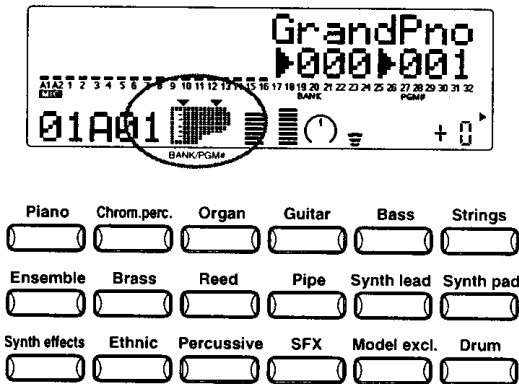 GrandPno
000 001
A1 A2 1 2 3 4 5 6 7 8 9 10 11 12 13 14 15 16 17 18 19 20 21 22 23 24 25 26 27 28 29 30 31 32
MIC BANK PGM#
01A01 + 0
BANK/PGM#
Piano Chrom.perc. Organ Guitar Bass Strings
Ensemble Brass Reed Pipe Synth lead Synth pad
Synth effects Ethnic Percussive SFX Model excl. Drum